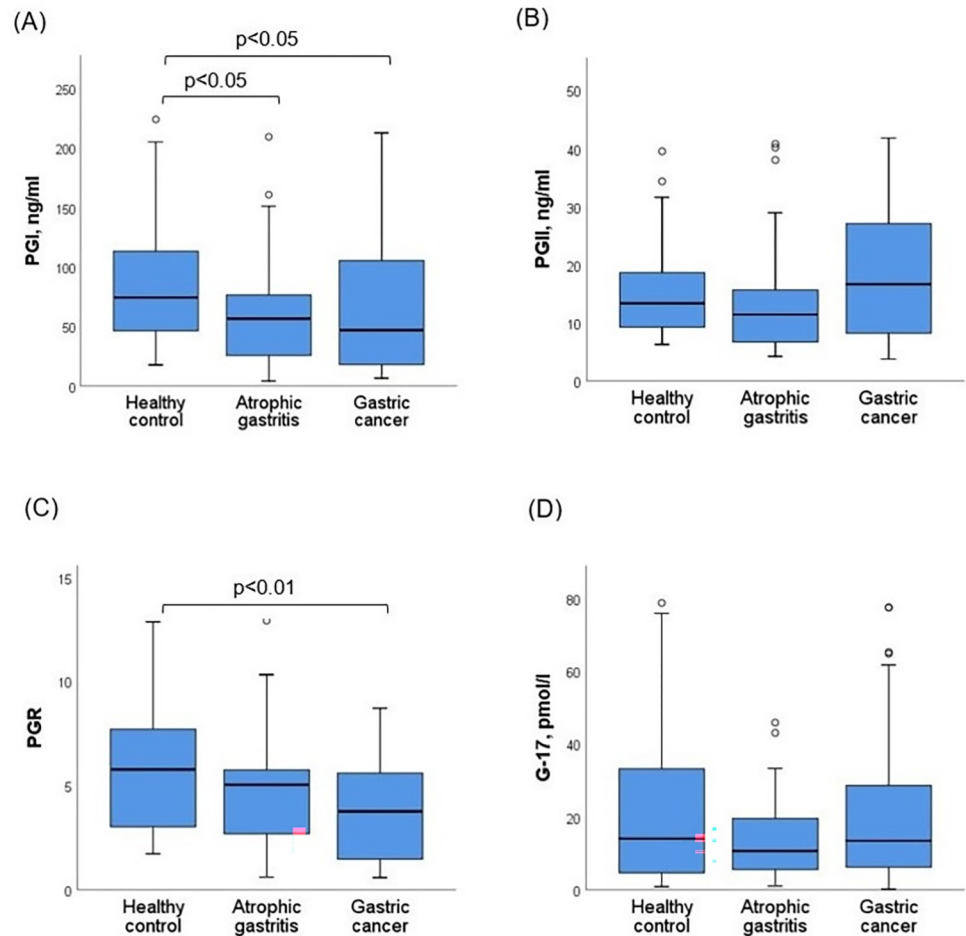 (A)
p<0.05
p<0.05
250
200
150
100
50
0
PGI, ng/ml
Healthy
control
Atrophic
gastritis
Gastric
cancer
(B)
50
40
30
20
10
0
PGII, ng/ml
Healthy
control
Atrophic
gastritis
Gastric
cancer
(C)
p<0.01
15
10
5
0
PGR
Healthy
control
Atrophic
gastritis
Gastric
cancer
(D)
80
60
40
20
0
G-17, pmol/l
Healthy
control
Atrophic
gastritis
Gastric
cancer